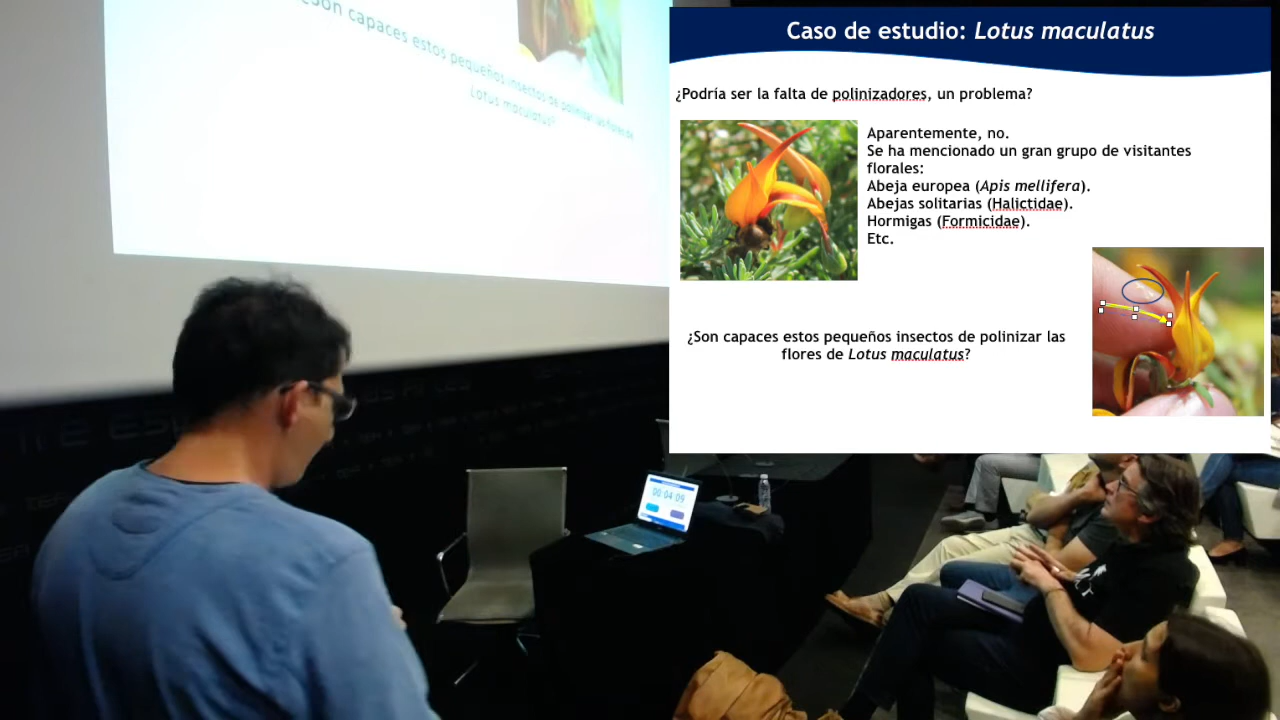 ¿Son capaces estos pequeños insectos de polinizar las flores de
Lotus maculatus?
Caso de estudio: Lotus maculatus
¿Podría ser la falta de polinizadores, un problema?
Aparentemente, no.
Se ha mencionado un gran grupo de visitantes
florales:
Abeja europea (Apis mellifera).
Abejas solitarias (Halictidae).
Hormigas (Formicidae).
Etc.
¿Son capaces estos pequeños insectos de polinizar las
flores de Lotus maculatus?
00:04:09